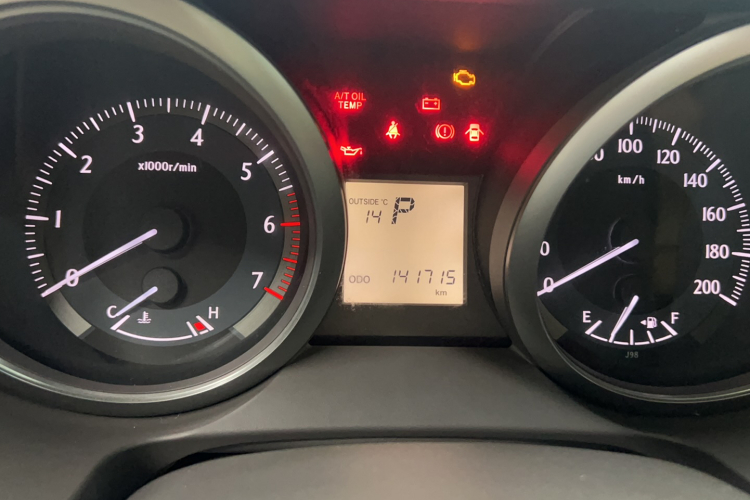 A/T OIL
TEMP
0
1
2
3
4
5
6
7
x1000r/min
C
H
OUTSIDE °C
14 P
ODO 141715
km
0
100
120
140
160
180
200
km/h
0
E
F
J98